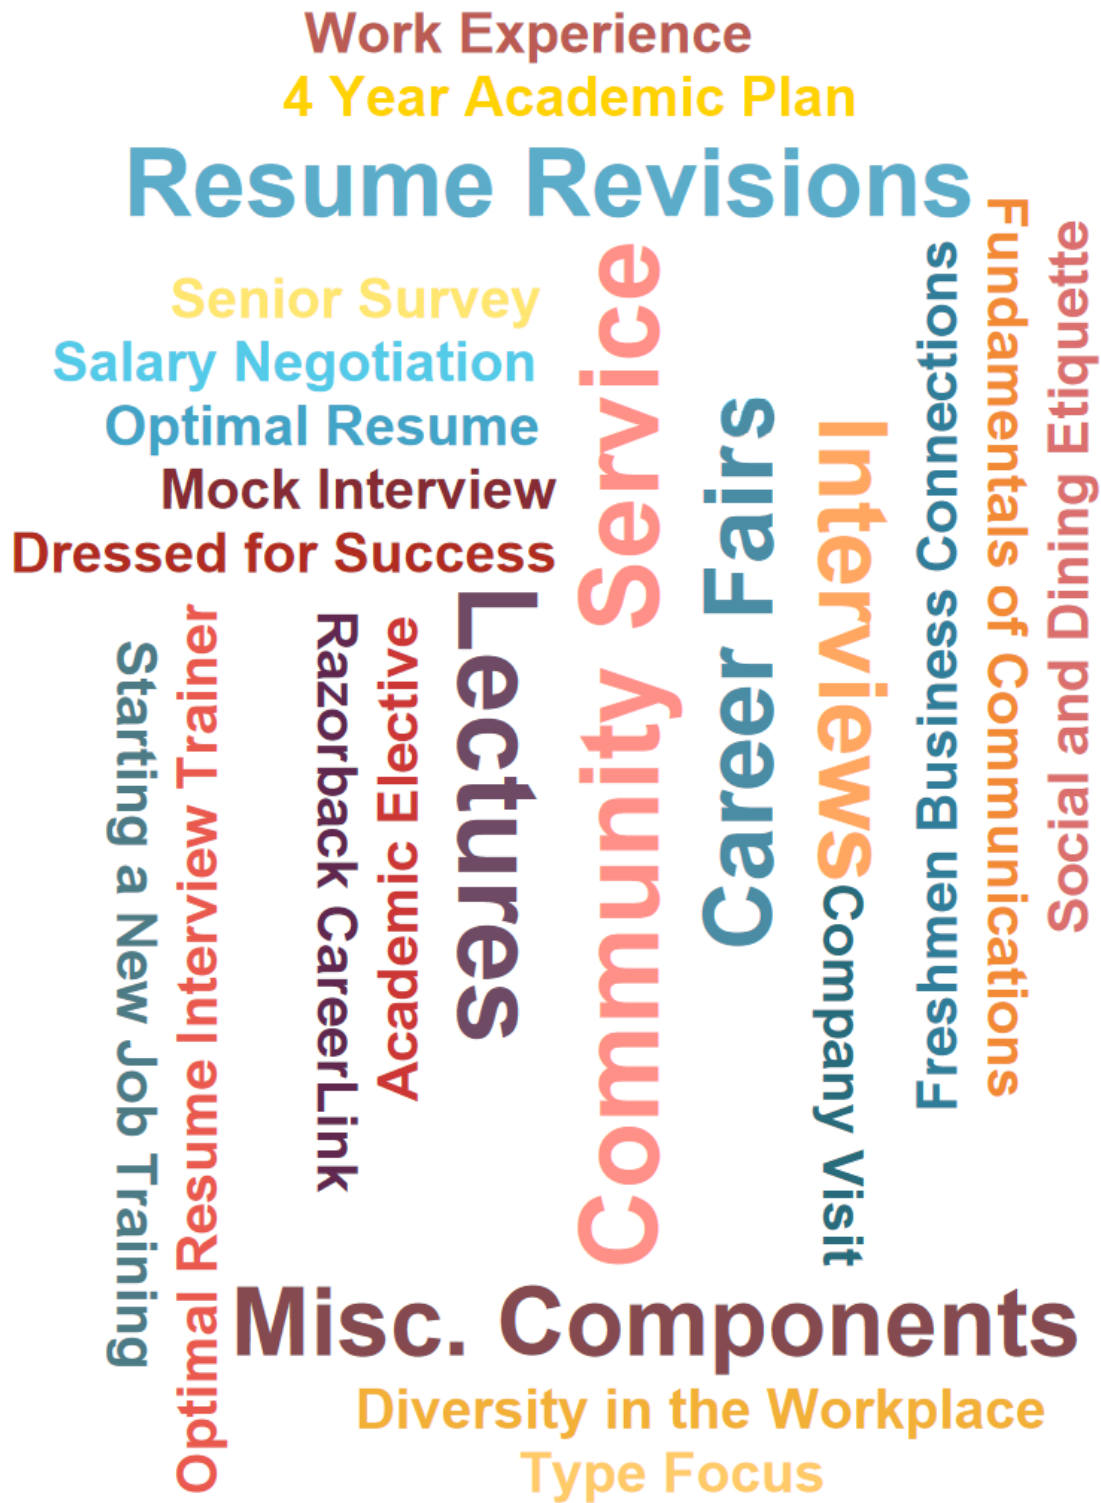 Work Experience
4 Year Academic Plan
Resume Revisions
Senior Survey
Salary Negotiation
Optimal Resume
Mock Interview
Dressed for Success
Starting a New Job Training
Optimal Resume Interview Trainer
Razorback CareerLink
Academic Elective
Lectures
Community Service
Career Fairs
Interviews
Company Visit
Freshmen Business Connections
Fundamentals of Communications
Social and Dining Etiquette
Misc. Components
Diversity in the Workplace
Type Focus